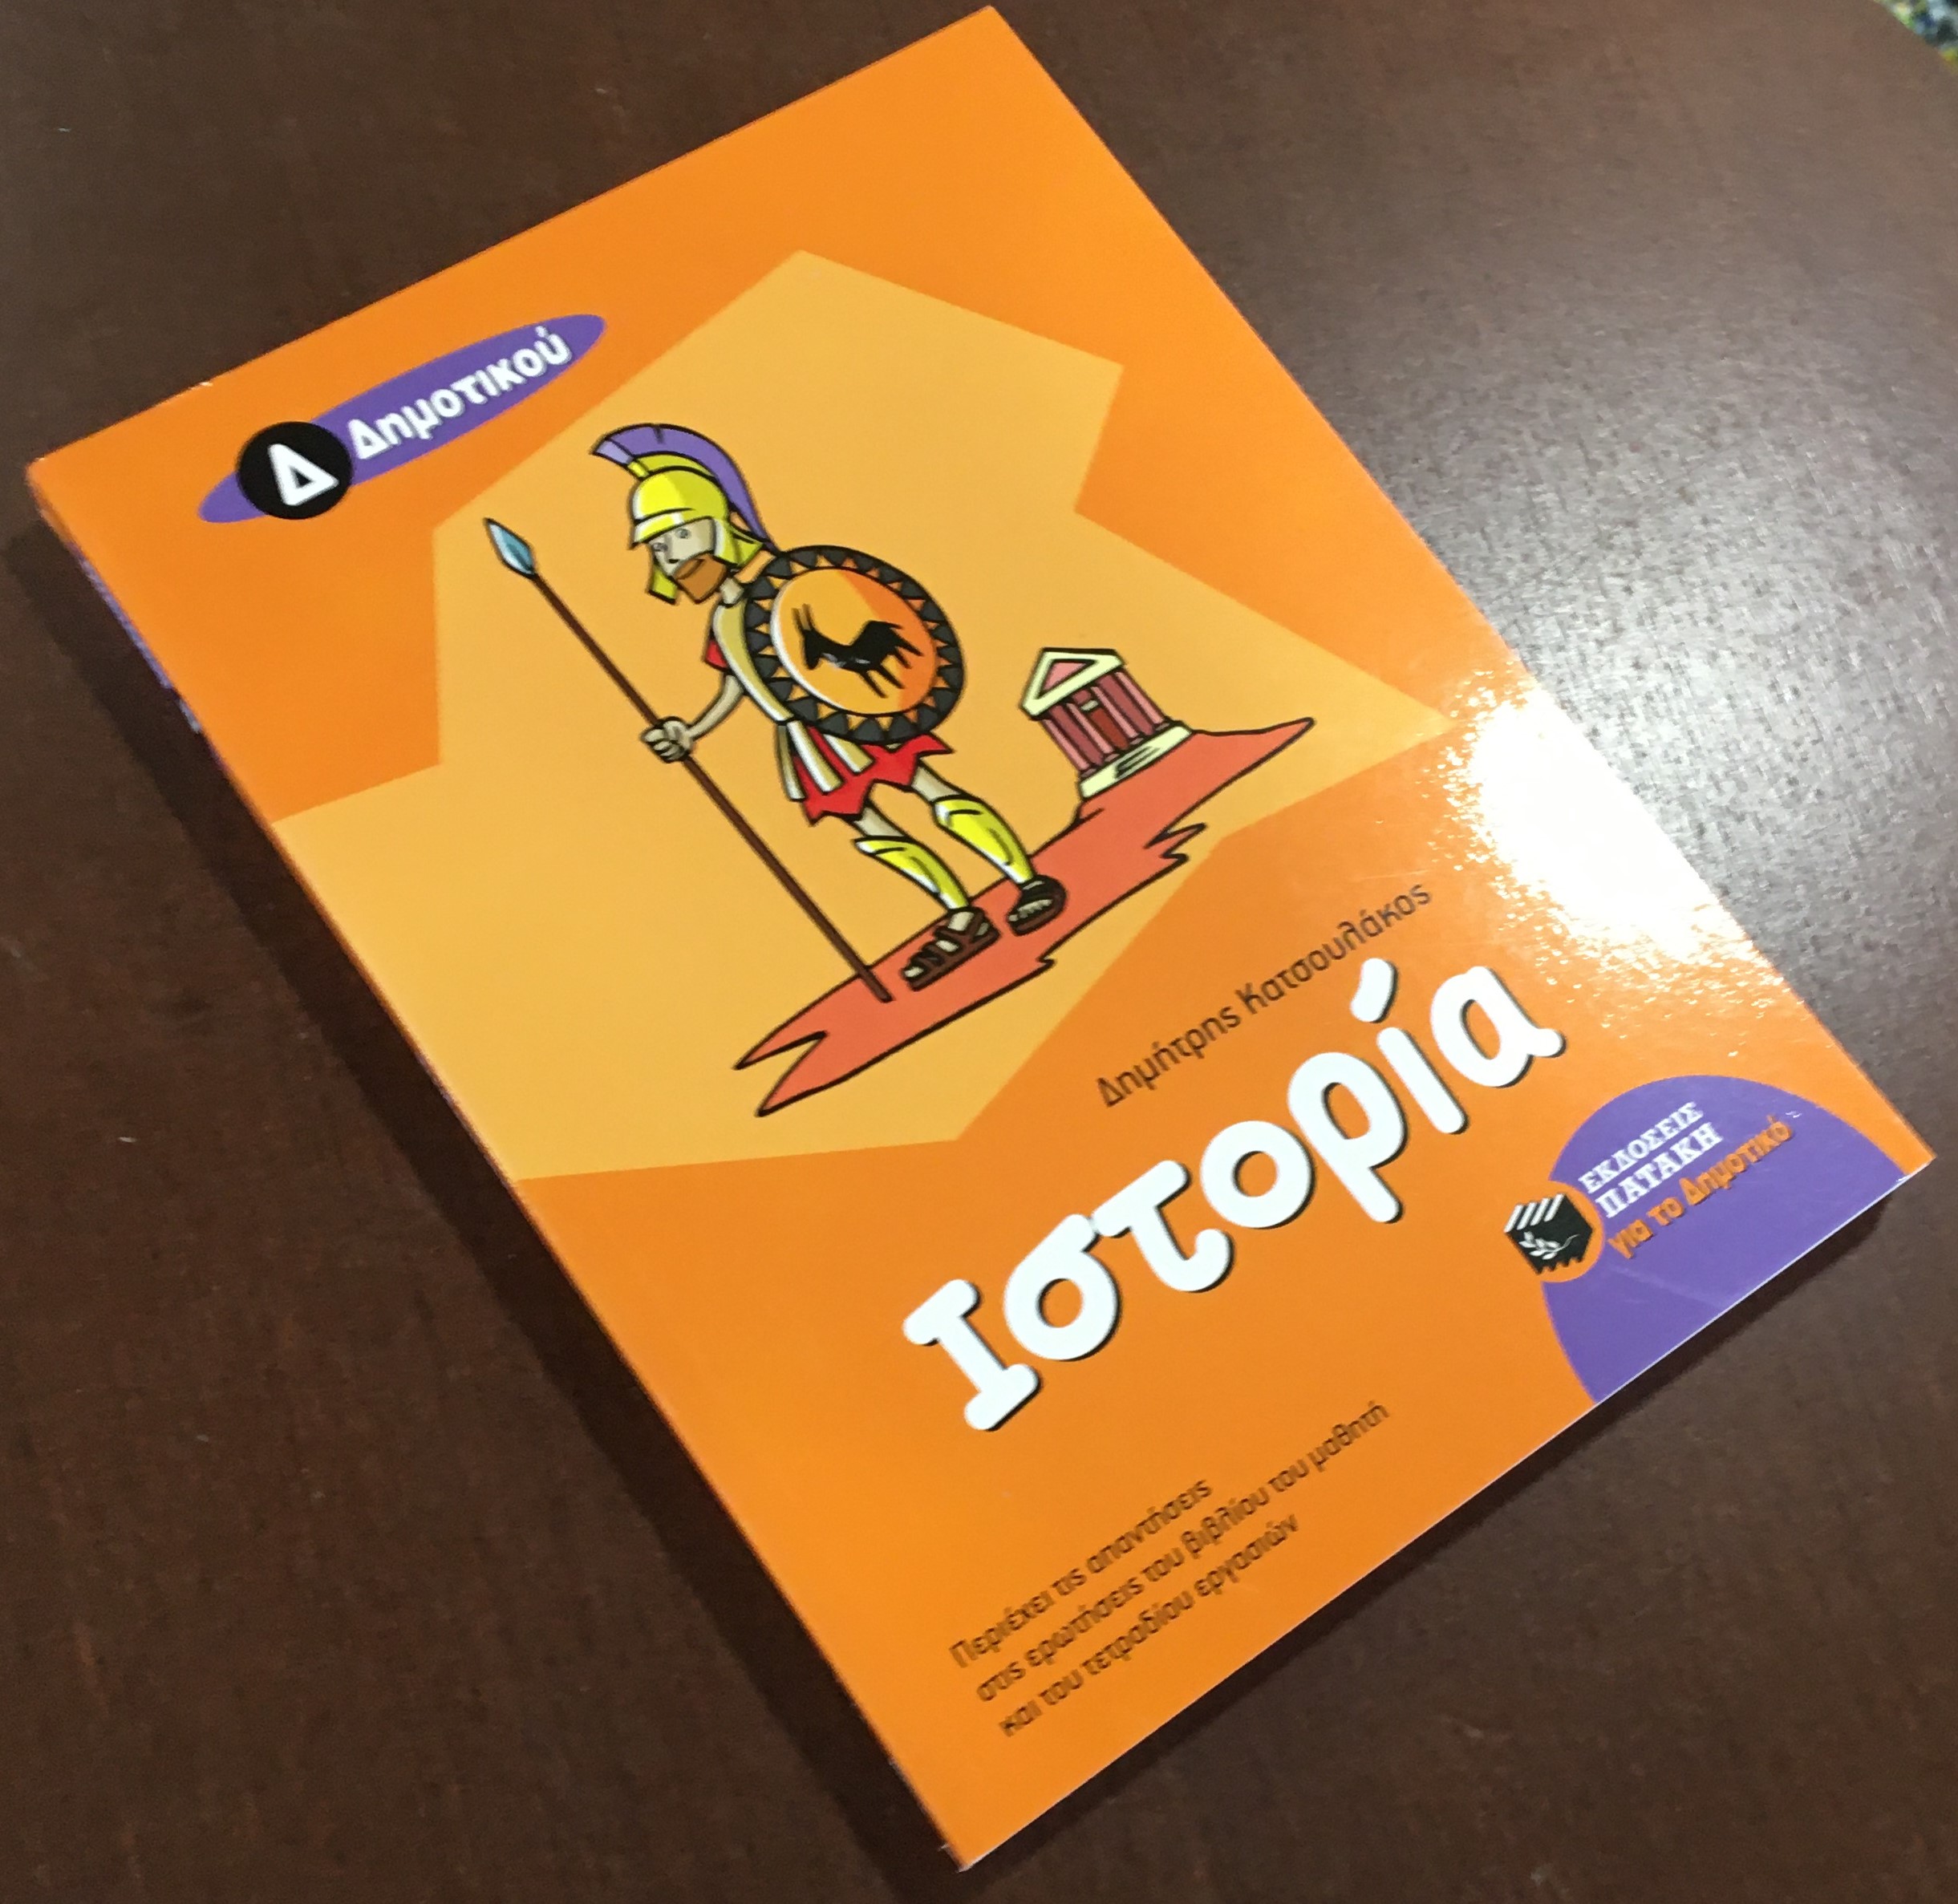 Δ Δημοτικού
Δημήτρης Κατσουλάκος
Ιστορία
ΕΚΔΟΣΕΙΣ
ΠΑΤΑΚΗ
για το Δημοτικό
Περιέχει τις απαντήσεις
στις ερωτήσεις του βιβλίου του μαθητή
και του τετραδίου εργασιών